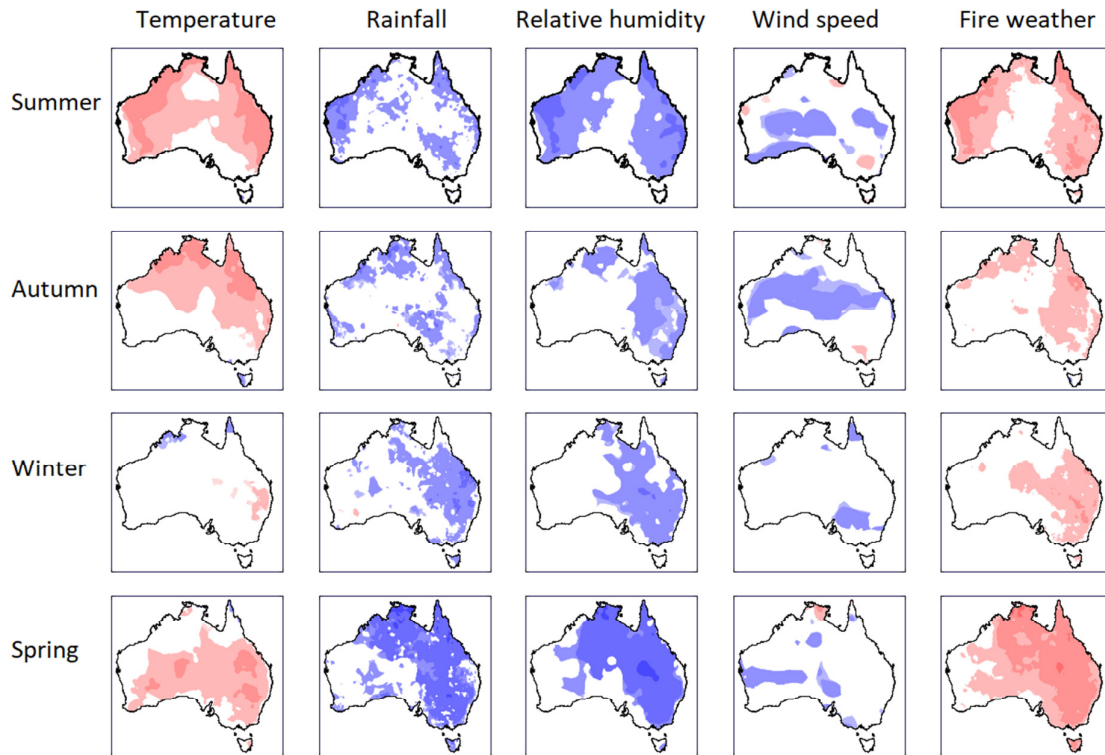 Temperature Rainfall Relative humidity Wind speed Fire weather
Summer
Autumn
Winter
Spring